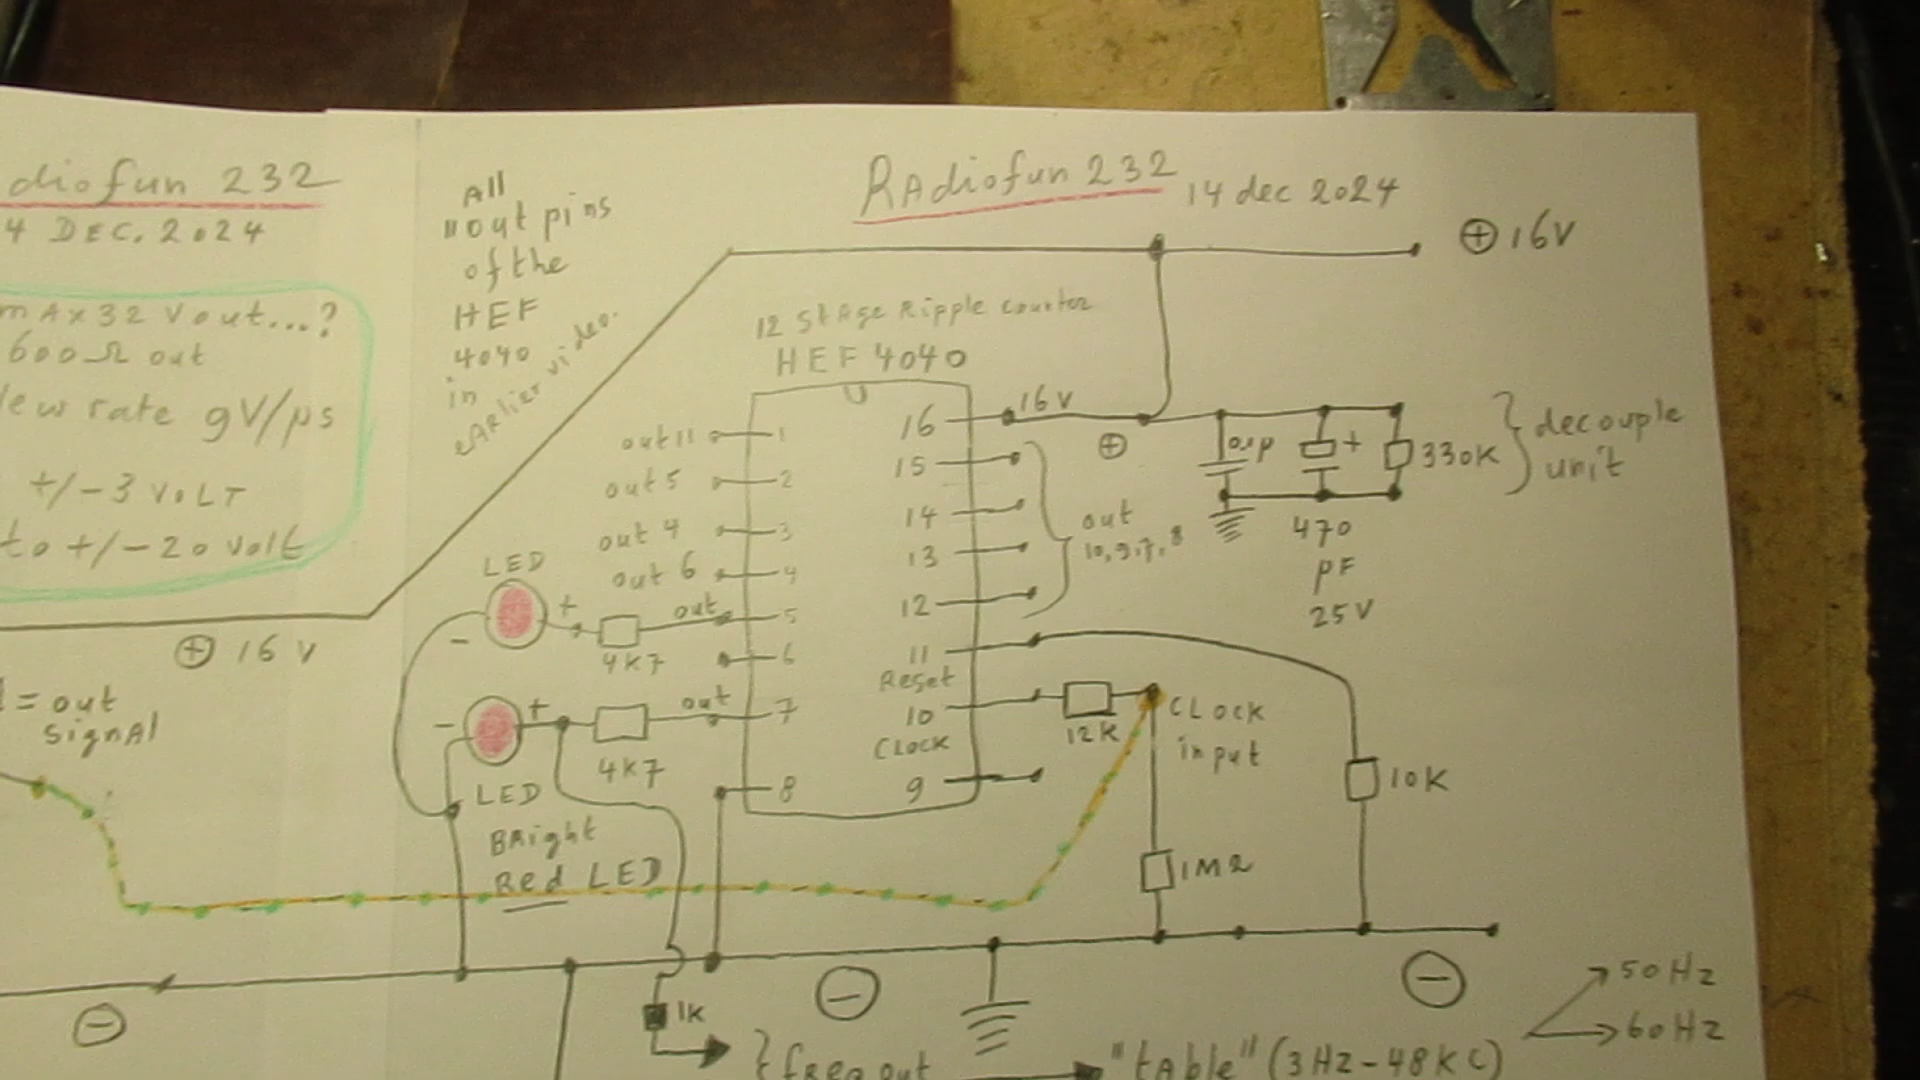 diofun 232
4 DEC. 2024
mAx 32 Vout...?
600Ω out
lew rate 9V/µs
+/-3 VOLT
to +/-20 volt
⊕ 16 V
= out
signAl
⊖
All
"out pins
of the
HEF
4040
in
eARlier video.
RAdiofun 232
14 dec 2024
⊕ 16V
12 StAge Ripple counter
HEF 4040
out 11
out 5
out 4
out 6
out
out
1
2
3
4
5
6
7
8
16
15
14
13
12
11
Reset
10
CLOCK
9
16 V
⊕
0.1µ
+
330K
decouple
unit
470
µF
25V
out
10,9,7,8
LED
+
-
4K7
-
+
4K7
LED
BRight
Red LED
12K
CLOCK
input
10K
1M2
⊖
⊖
1K
freq out
"tAble" (3Hz-48KC)
50Hz
60Hz